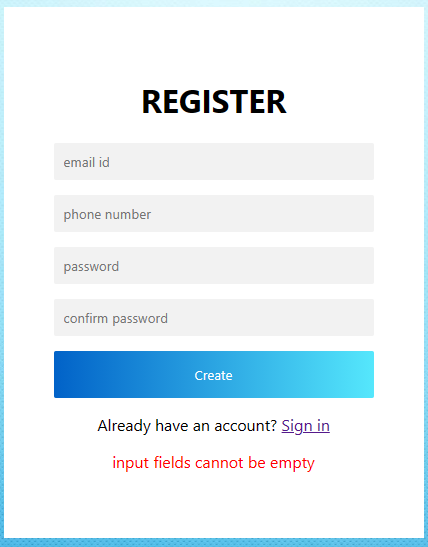 REGISTER
email id
phone number
password
confirm password
Create
Already have an account? Sign in
input fields cannot be empty